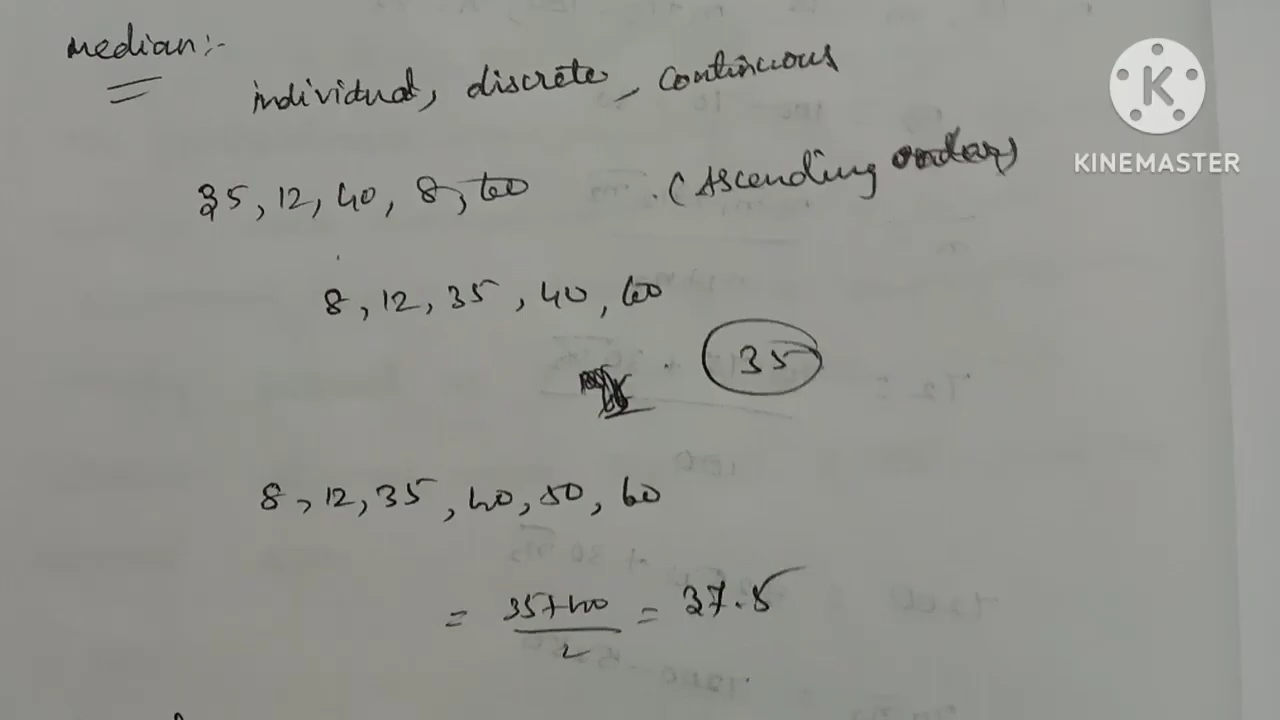 median:-
individual, discrete, continuous
35, 12, 40, 8, 60 (Ascending order)
8, 12, 35, 40, 60
35
8, 12, 35, 40, 50, 60
= 35+40 / 2 = 37.5
K
KINEMASTER